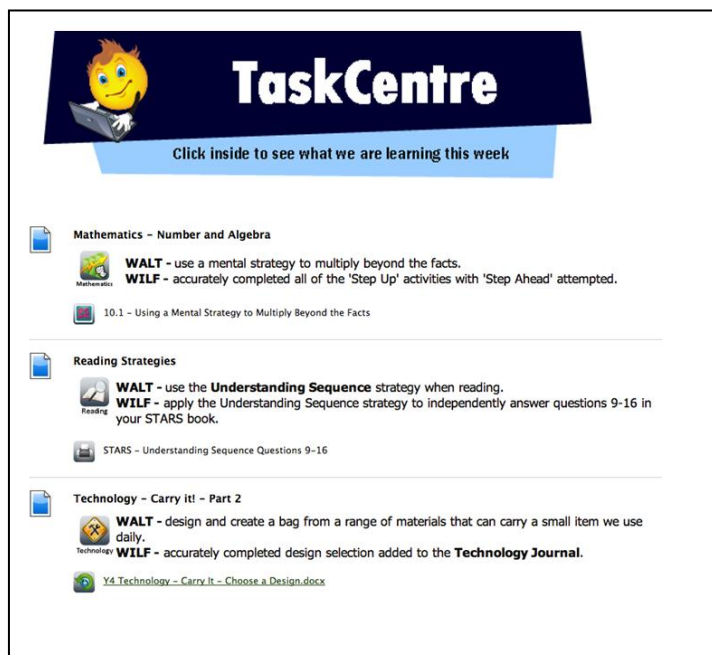 TaskCentre
Click inside to see what we are learning this week
Mathematics - Number and Algebra
WALT - use a mental strategy to multiply beyond the facts.
WILF - accurately completed all of the 'Step Up' activities with 'Step Ahead' attempted.
Mathematics
10.1 - Using a Mental Strategy to Multiply Beyond the Facts
Reading Strategies
WALT - use the Understanding Sequence strategy when reading.
WILF - apply the Understanding Sequence strategy to independently answer questions 9-16 in
your STARS book.
Reading
STARS - Understanding Sequence Questions 9-16
Technology - Carry it! - Part 2
WALT - design and create a bag from a range of materials that can carry a small item we use
daily.
WILF - accurately completed design selection added to the Technology Journal.
Technology
Y4 Technology - Carry It - Choose a Design.docx